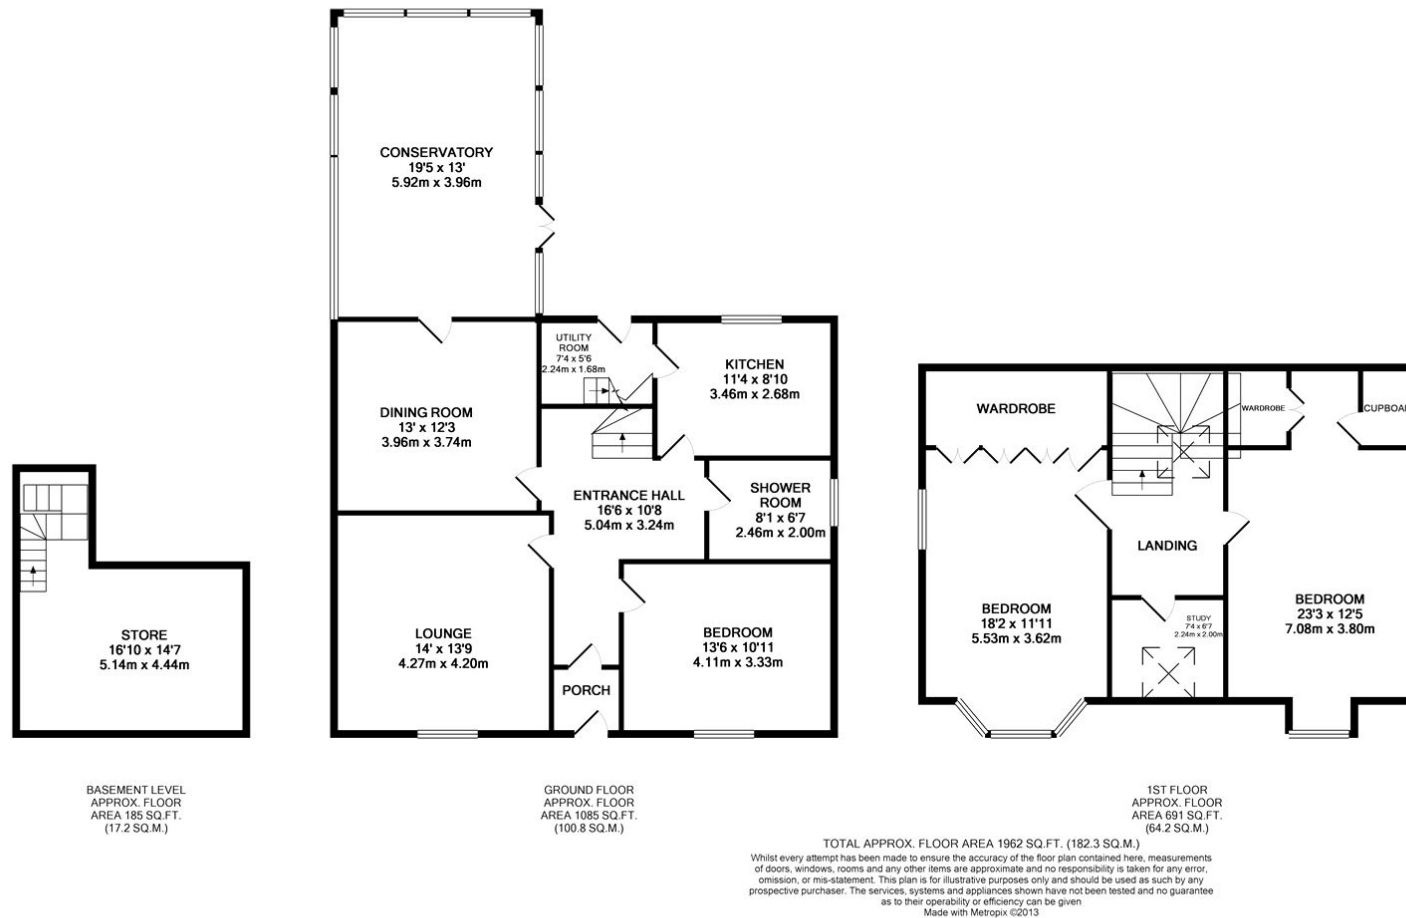 CONSERVATORY
19'5 x 13'
5.92m x 3.96m
UTILITY
ROOM
7'4 x 5'6
2.24m x 1.68m
KITCHEN
11'4 x 8'10
3.46m x 2.68m
DINING ROOM
13' x 12'3
3.96m x 3.74m
ENTRANCE HALL
16'6 x 10'8
5.04m x 3.24m
SHOWER
ROOM
8'1 x 6'7
2.46m x 2.00m
LOUNGE
14' x 13'9
4.27m x 4.20m
BEDROOM
13'6 x 10'11
4.11m x 3.33m
PORCH
STORE
16'10 x 14'7
5.14m x 4.44m
WARDROBE
WARDROBE
CUPBOA
LANDING
BEDROOM
18'2 x 11'11
5.53m x 3.62m
STUDY
7'4 x 6'7
2.24m x 2.00m
BEDROOM
23'3 x 12'5
7.08m x 3.80m
BASEMENT LEVEL
APPROX. FLOOR
AREA 185 SQ.FT.
(17.2 SQ.M.)
GROUND FLOOR
APPROX. FLOOR
AREA 1085 SQ.FT.
(100.8 SQ.M.)
1ST FLOOR
APPROX. FLOOR
AREA 691 SQ.FT.
(64.2 SQ.M.)
TOTAL APPROX. FLOOR AREA 1962 SQ.FT. (182.3 SQ.M.)
Whilst every attempt has been made to ensure the accuracy of the floor plan contained here, measurements
of doors, windows, rooms and any other items are approximate and no responsibility is taken for any error,
omission, or mis-statement. This plan is for illustrative purposes only and should be used as such by any
prospective purchaser. The services, systems and appliances shown have not been tested and no guarantee
as to their operability or efficiency can be given
Made with Metropix ©2013